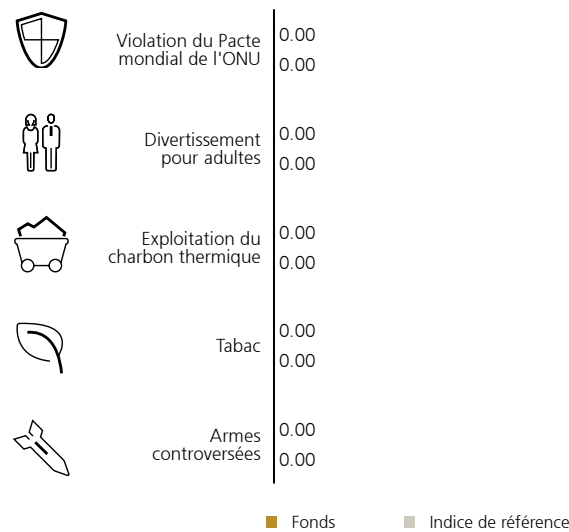 Violation du Pacte
mondial de l'ONU
0.00
0.00
Divertissement
pour adultes
0.00
0.00
Exploitation du
charbon thermique
0.00
0.00
Tabac
0.00
0.00
Armes
controversées
0.00
0.00
Fonds
Indice de référence